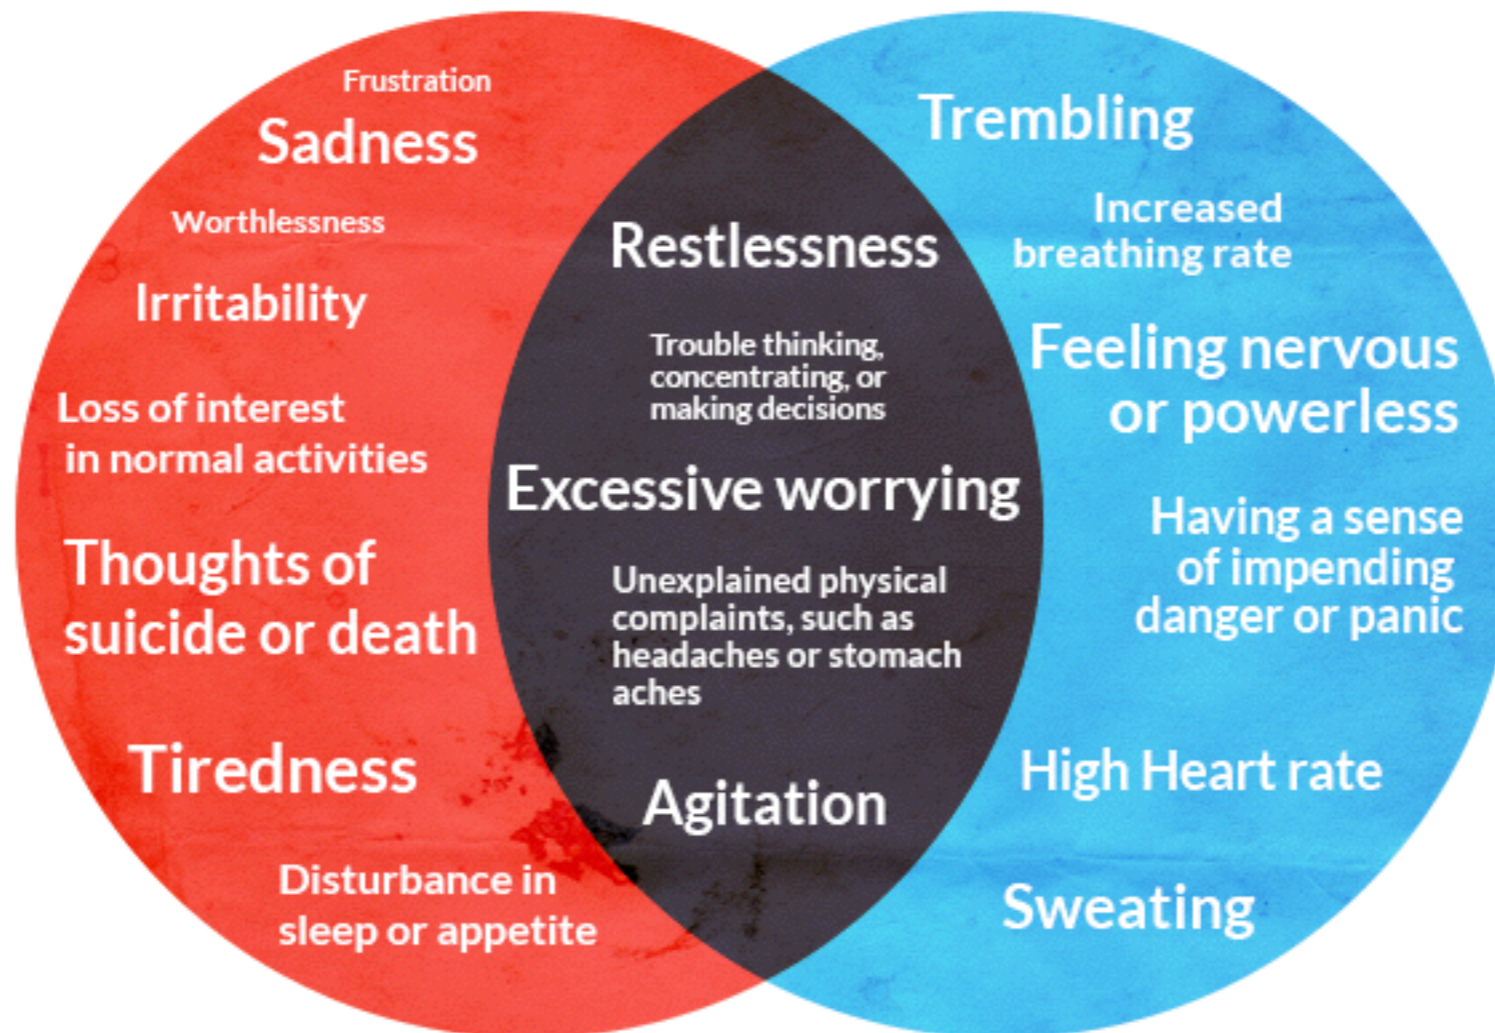 Frustration
Sadness
Worthlessness
Irritability
Loss of interest
in normal activities
Thoughts of
suicide or death
Tiredness
Disturbance in
sleep or appetite
Restlessness
Trouble thinking,
concentrating, or
making decisions
Excessive worrying
Unexplained physical
complaints, such as
headaches or stomach
aches
Agitation
Trembling
Increased
breathing rate
Feeling nervous
or powerless
Having a sense
of impending
danger or panic
High Heart rate
Sweating